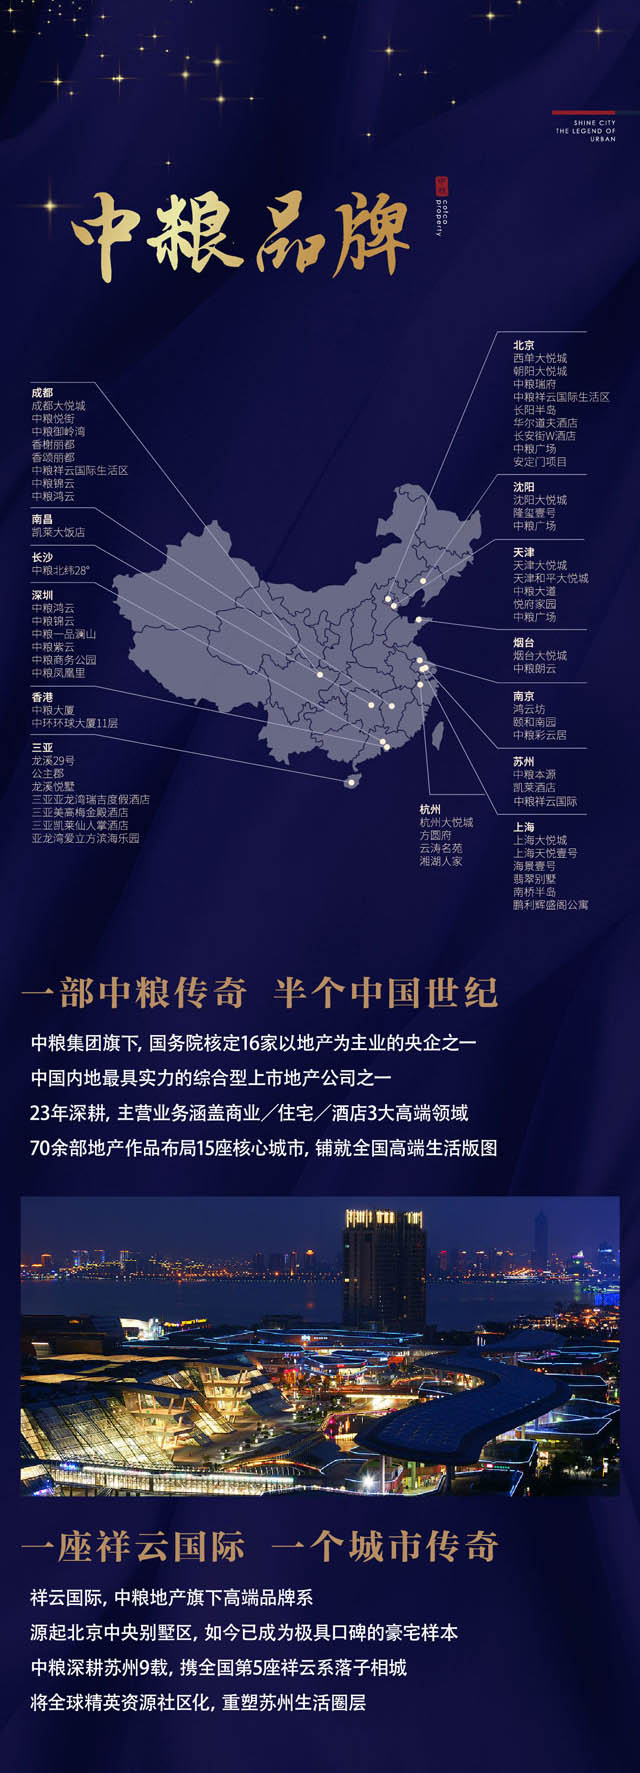 SHINE CITY
THE LEGEND OF
URBAN
中粮品牌
中粮
cofco
property
成都
成都大悦城
中粮悦街
中粮御岭湾
香榭丽都
香颂丽都
中粮祥云国际生活区
中粮锦云
中粮鸿云
南昌
凯莱大饭店
长沙
中粮北纬28°
深圳
中粮鸿云
中粮锦云
中粮一品澜山
中粮紫云
中粮商务公园
中粮凤凰里
香港
中粮大厦
中环环球大厦11层
三亚
龙溪29号
公主郡
龙溪悦墅
三亚亚龙湾瑞吉度假酒店
三亚美高梅金殿酒店
三亚凯莱仙人掌酒店
亚龙湾爱立方滨海乐园
北京
西单大悦城
朝阳大悦城
中粮瑞府
中粮祥云国际生活区
长阳半岛
华尔道夫酒店
长安街W酒店
中粮广场
安定门项目
沈阳
沈阳大悦城
隆玺壹号
中粮广场
天津
天津大悦城
天津和平大悦城
中粮大道
悦府家园
中粮广场
烟台
烟台大悦城
中粮朗云
南京
鸿云坊
颐和南园
中粮彩云居
苏州
中粮本源
凯莱酒店
中粮祥云国际
杭州
杭州大悦城
方圆府
云涛名苑
湘湖人家
上海
上海大悦城
上海天悦壹号
海景壹号
翡翠别墅
南桥半岛
鹏利辉盛阁公寓
一部中粮传奇 半个中国世纪
中粮集团旗下, 国务院核定16家以地产为主业的央企之一
中国内地最具实力的综合型上市地产公司之一
23年深耕, 主营业务涵盖商业／住宅／酒店3大高端领域
70余部地产作品布局15座核心城市, 铺就全国高端生活版图
一座祥云国际 一个城市传奇
祥云国际, 中粮地产旗下高端品牌系
源起北京中央别墅区, 如今已成为极具口碑的豪宅样本
中粮深耕苏州9载, 携全国第5座祥云系落子相城
将全球精英资源社区化, 重塑苏州生活圈层